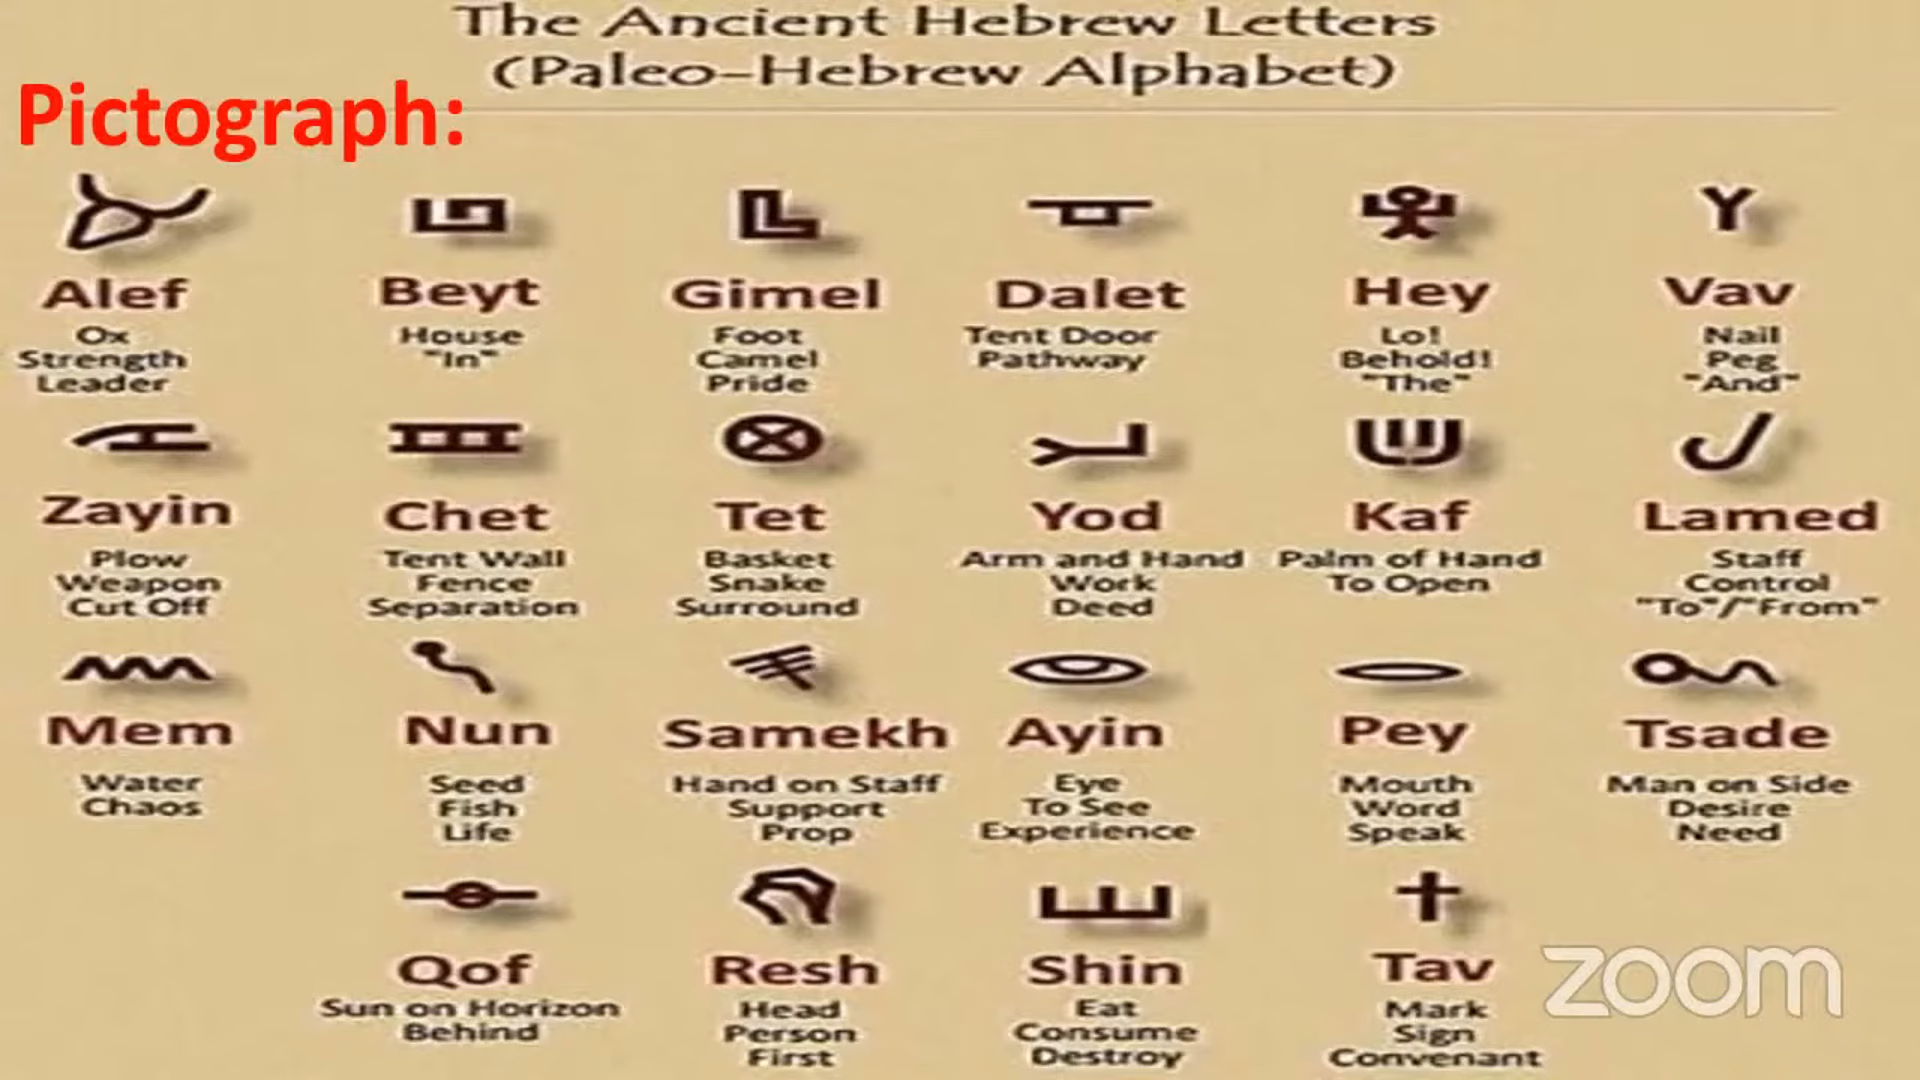 The Ancient Hebrew Letters
(Paleo-Hebrew Alphabet)
Pictograph:
Alef Beyt Gimel Dalet Hey Vav
Ox House Foot Tent Door Lo! Nail
Strength "In" Camel Pathway Behold! Peg
Leader Pride "The" "And"
Zayin Chet Tet Yod Kaf Lamed
Plow Tent Wall Basket Arm and Hand Palm of Hand Staff
Weapon Fence Snake Work To Open Control
Cut Off Separation Surround Deed "To"/"From"
Mem Nun Samekh Ayin Pey Tsade
Water Seed Hand on Staff Eye Mouth Man on Side
Chaos Fish Support To See Word Desire
Life Prop Experience Speak Need
Qof Resh Shin Tav
Sun on Horizon Head Eat Mark
Behind Person Consume Sign
First Destroy Convenant
zoom